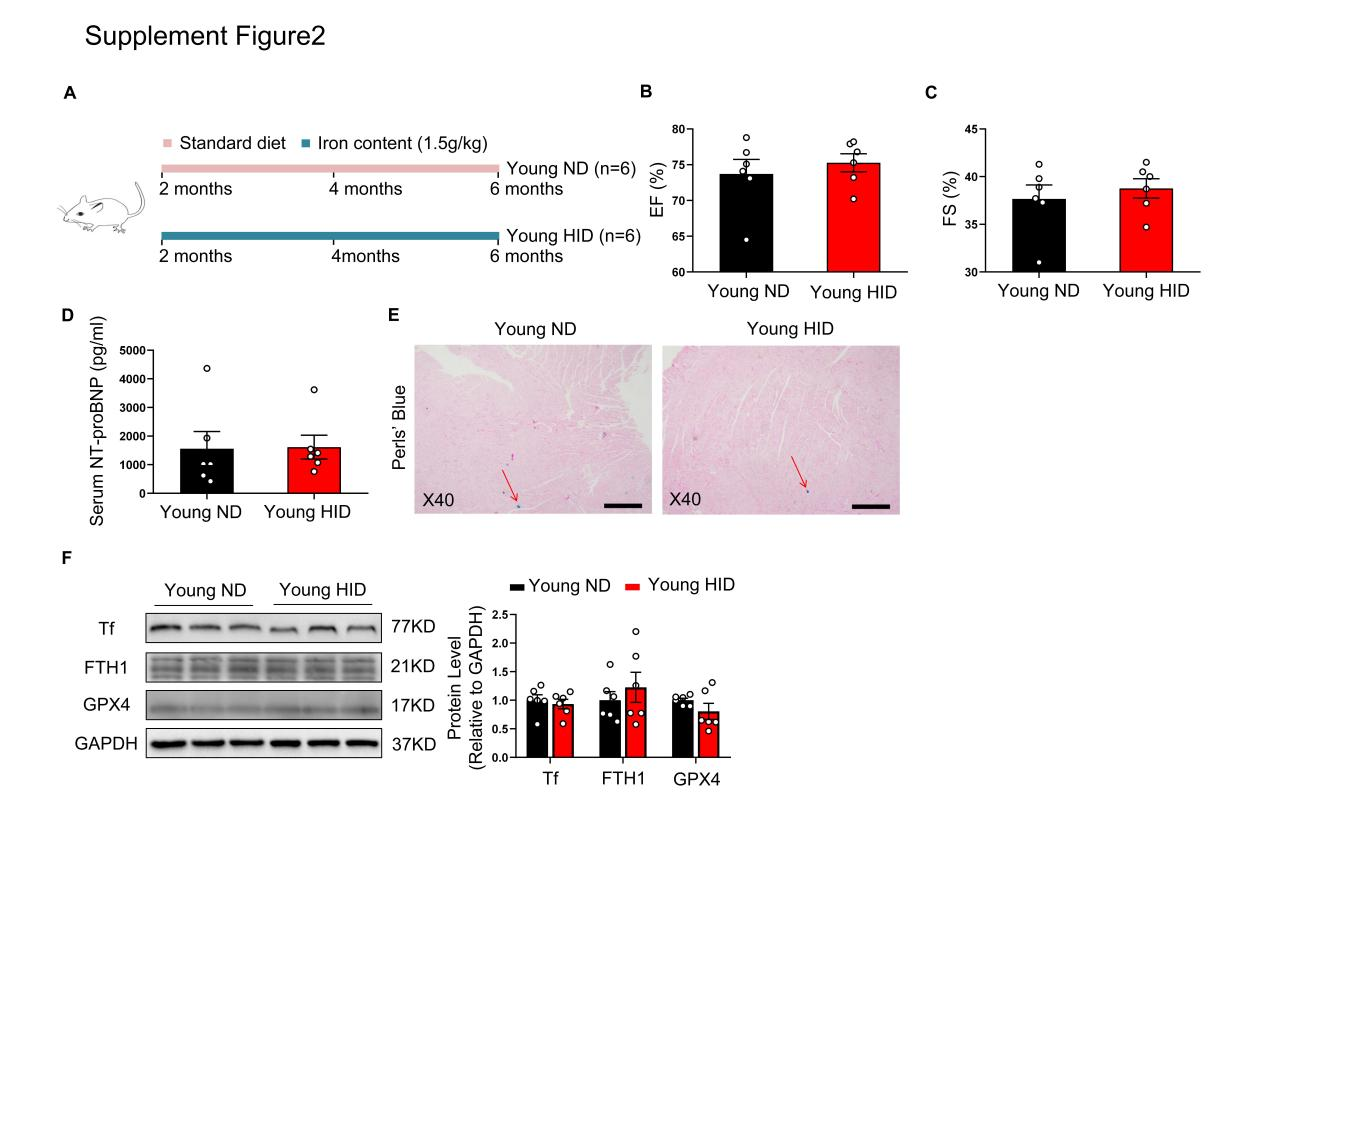 Supplement Figure2
A
Standard diet
Iron content (1.5g/kg)
Young ND (n=6)
2 months
4 months
6 months
Young HID (n=6)
2 months
4months
6 months
B
EF (%)
80
75
70
65
60
Young ND
Young HID
C
FS (%)
45
40
35
30
Young ND
Young HID
D
Serum NT-proBNP (pg/ml)
5000
4000
3000
2000
1000
0
Young ND
Young HID
E
Young ND
Young HID
Perls' Blue
X40
X40
F
Young ND
Young HID
Tf
77KD
FTH1
21KD
GPX4
17KD
GAPDH
37KD
Young ND
Young HID
Protein Level
(Relative to GAPDH)
2.5
2.0
1.5
1.0
0.5
0.0
Tf
FTH1
GPX4